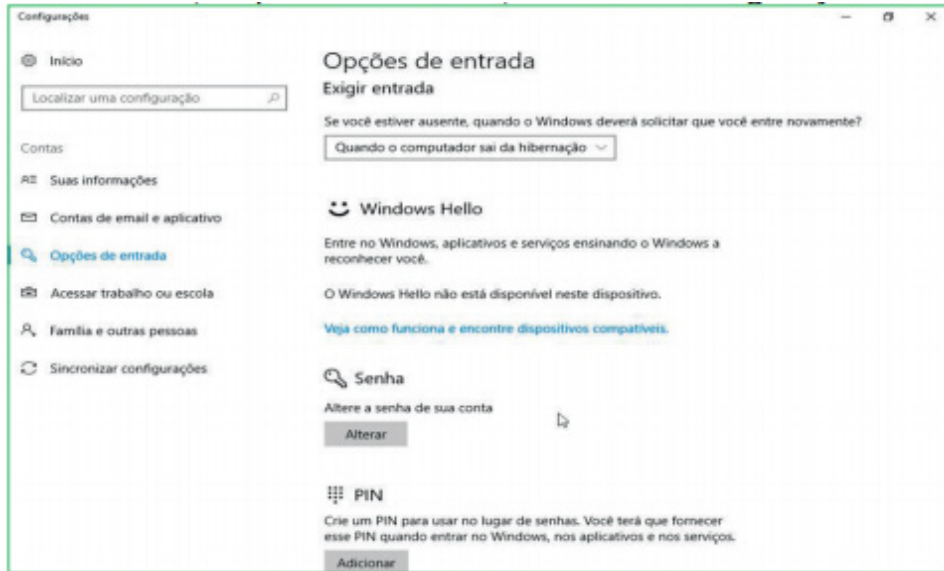 Configurações
Início
Localizar uma configuração
Contas
Suas informações
Contas de email e aplicativo
Opções de entrada
Acessar trabalho ou escola
Família e outras pessoas
Sincronizar configurações
Opções de entrada
Exigir entrada
Se você estiver ausente, quando o Windows deverá solicitar que você entre novamente?
Quando o computador sai da hibernação
Windows Hello
Entre no Windows, aplicativos e serviços ensinando o Windows a
reconhecer você.
O Windows Hello não está disponível neste dispositivo.
Veja como funciona e encontre dispositivos compatíveis.
Senha
Altere a senha de sua conta
Alterar
PIN
Crie um PIN para usar no lugar de senhas. Você terá que fornecer
esse PIN quando entrar no Windows, nos aplicativos e nos serviços.
Adicionar